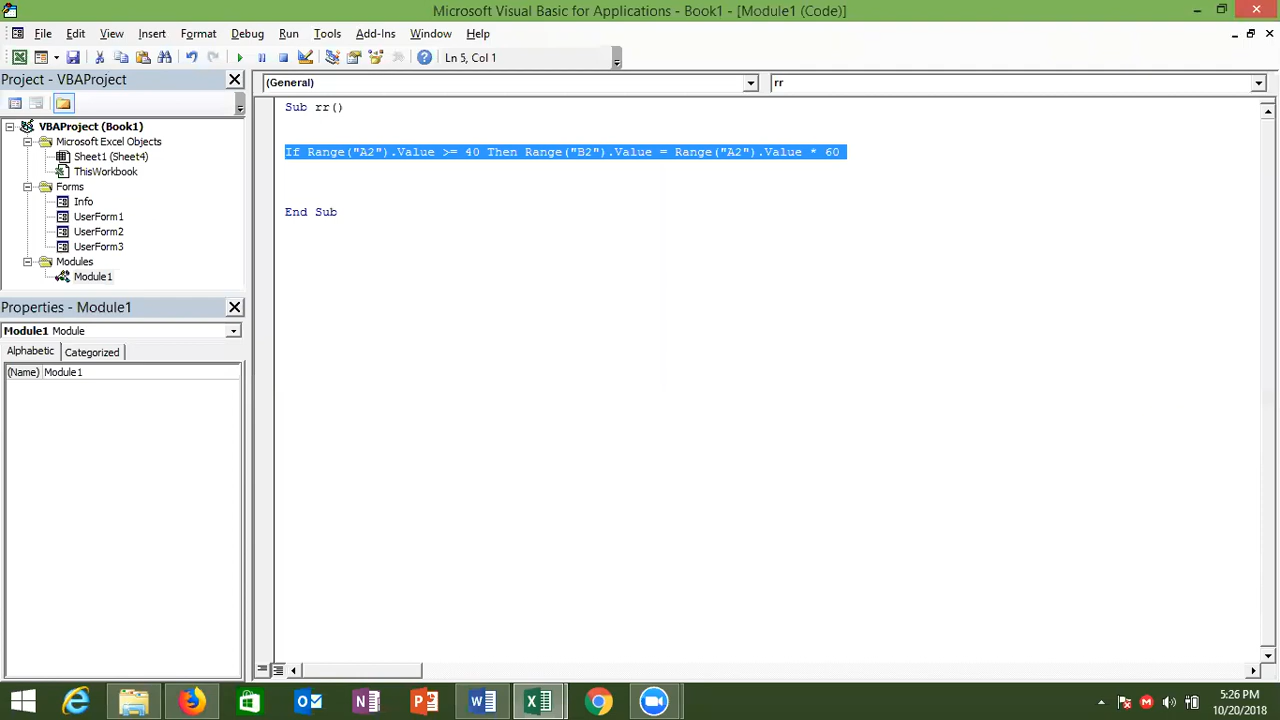 Microsoft Visual Basic for Applications - Book1 - [Module1 (Code)]
File Edit View Insert Format Debug Run Tools Add-Ins Window Help
Ln 5, Col 1
Project - VBAProject
(General)
rr
VBAProject (Book1)
Microsoft Excel Objects
Sheet1 (Sheet4)
ThisWorkbook
Forms
Info
UserForm1
UserForm2
UserForm3
Modules
Module1
Sub rr()
If Range("A2").Value >= 40 Then Range("B2").Value = Range("A2").Value * 60
End Sub
Properties - Module1
Module1 Module
Alphabetic Categorized
(Name) Module1
5:26 PM
10/20/2018